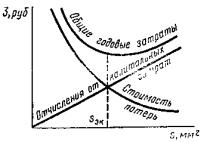 З, руб
Общие годовые затраты
Отчисления от капитальных затрат
Стоимость потерь
Sэк
S, мм²